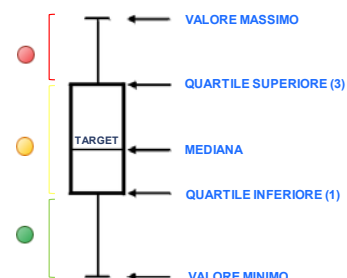 VALORE MASSIMO
QUARTILE SUPERIORE (3)
TARGET
MEDIANA
QUARTILE INFERIORE (1)
VALORE MINIMO